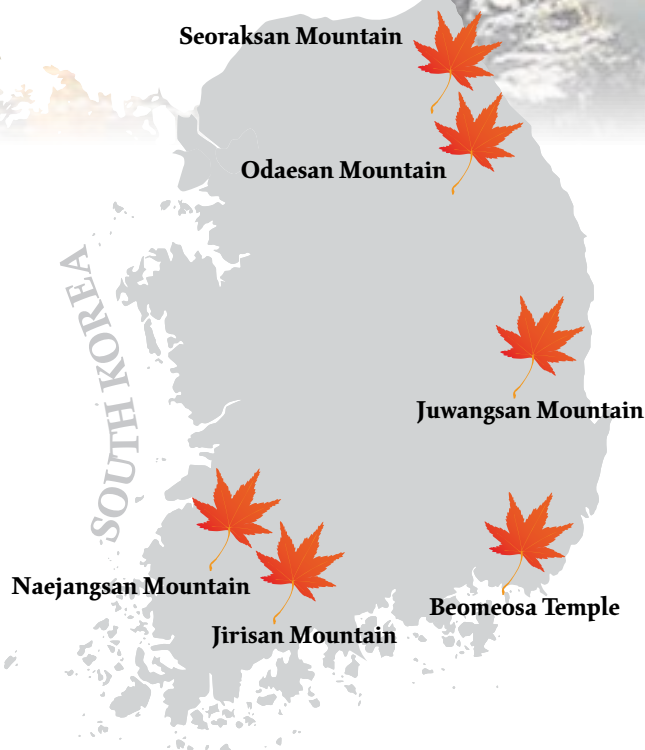 Seoraksan Mountain
Odaesan Mountain
SOUTH KOREA
Juwangsan Mountain
Naejangsan Mountain
Beomeosa Temple
Jirisan Mountain